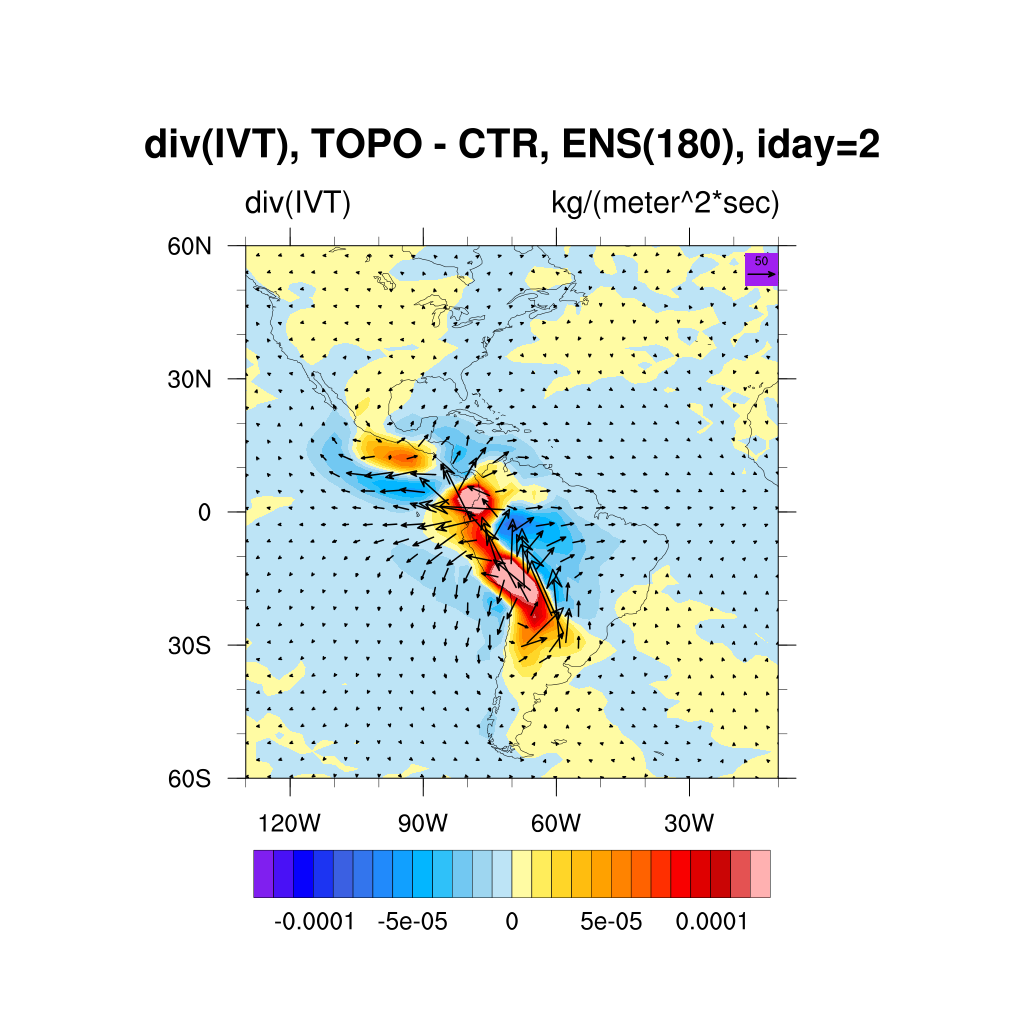 div(IVT), TOPO - CTR, ENS(180), iday=2
div(IVT) kg/(meter^2*sec)
60N
50
30N
0
30S
60S
120W 90W 60W 30W
-0.0001 -5e-05 0 5e-05 0.0001